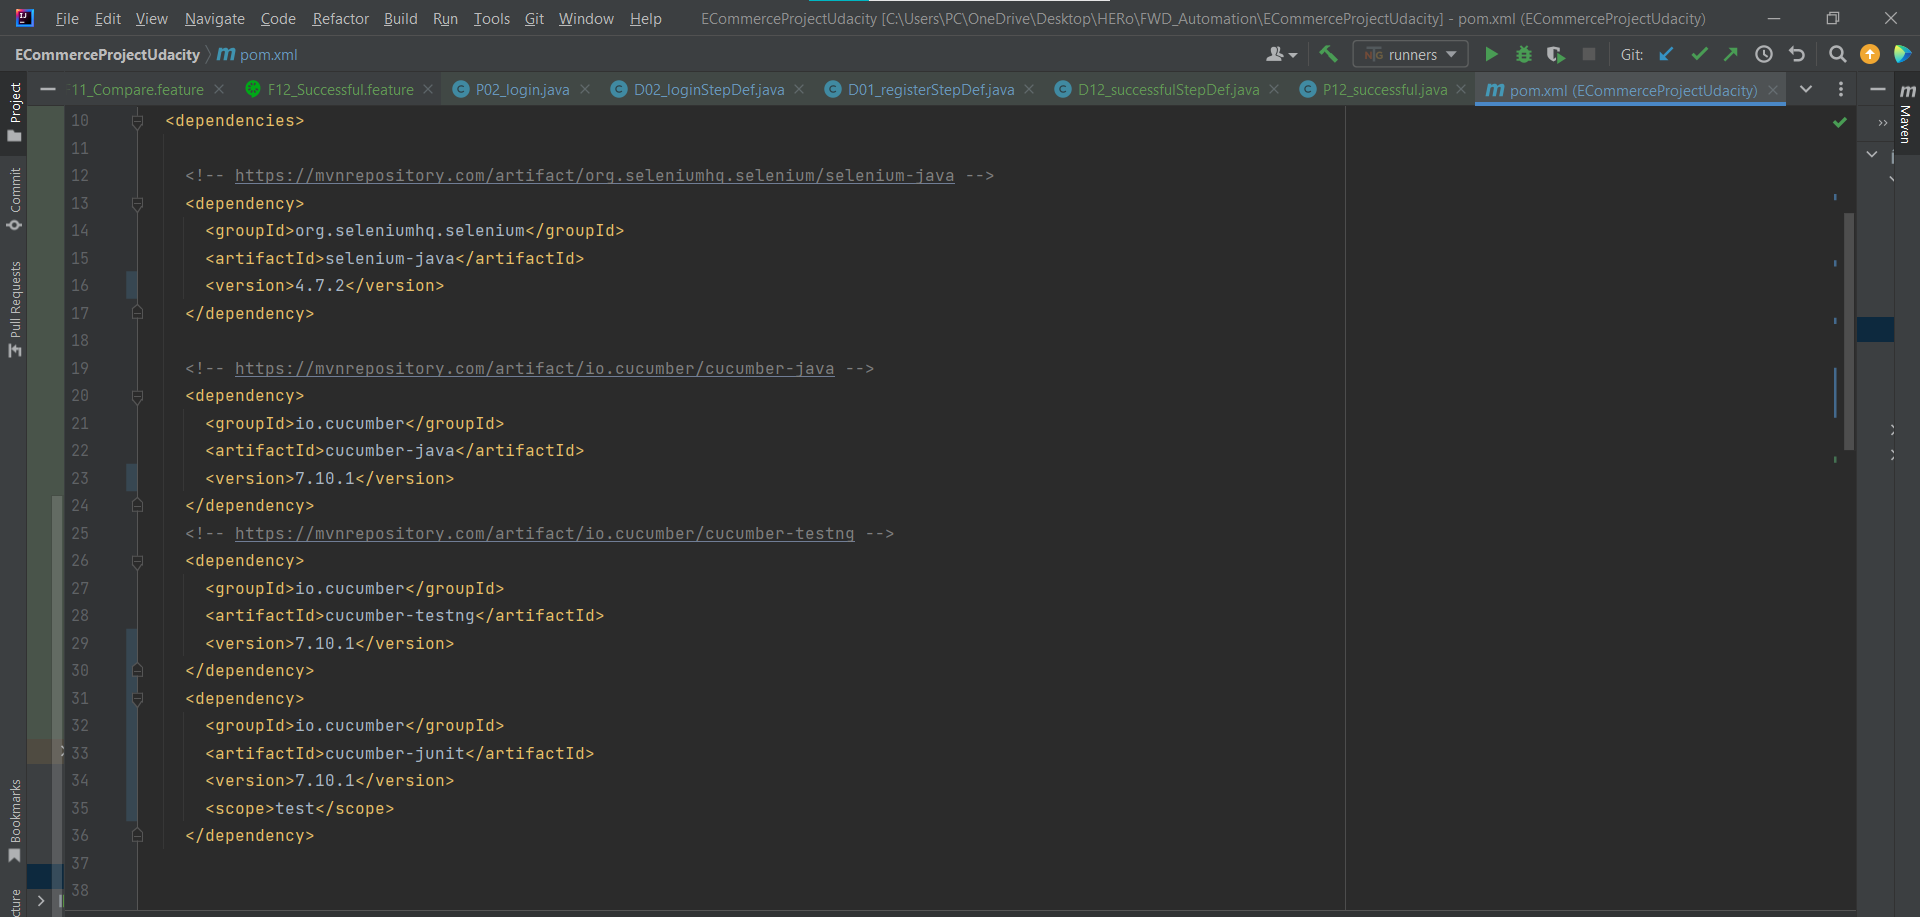 File Edit View Navigate Code Refactor Build Run Tools Git Window Help ECommerceProjectUdacity [C:\Users\PC\OneDrive\Desktop\HERo\FWD_Automation\ECommerceProjectUdacity] - pom.xml (ECommerceProjectUdacity)
ECommerceProjectUdacity m pom.xml runners Git:
11_Compare.feature F12_Successful.feature P02_login.java D02_loginStepDef.java D01_registerStepDef.java D12_successfulStepDef.java P12_successful.java m pom.xml (ECommerceProjectUdacity)
Project
Commit
Pull Requests
Bookmarks
cture
m Maven
10 <dependencies>
11
12 <!-- https://mvnrepository.com/artifact/org.seleniumhq.selenium/selenium-java -->
13 <dependency>
14 <groupId>org.seleniumhq.selenium</groupId>
15 <artifactId>selenium-java</artifactId>
16 <version>4.7.2</version>
17 </dependency>
18
19 <!-- https://mvnrepository.com/artifact/io.cucumber/cucumber-java -->
20 <dependency>
21 <groupId>io.cucumber</groupId>
22 <artifactId>cucumber-java</artifactId>
23 <version>7.10.1</version>
24 </dependency>
25 <!-- https://mvnrepository.com/artifact/io.cucumber/cucumber-testng -->
26 <dependency>
27 <groupId>io.cucumber</groupId>
28 <artifactId>cucumber-testng</artifactId>
29 <version>7.10.1</version>
30 </dependency>
31 <dependency>
32 <groupId>io.cucumber</groupId>
33 <artifactId>cucumber-junit</artifactId>
34 <version>7.10.1</version>
35 <scope>test</scope>
36 </dependency>
37
38